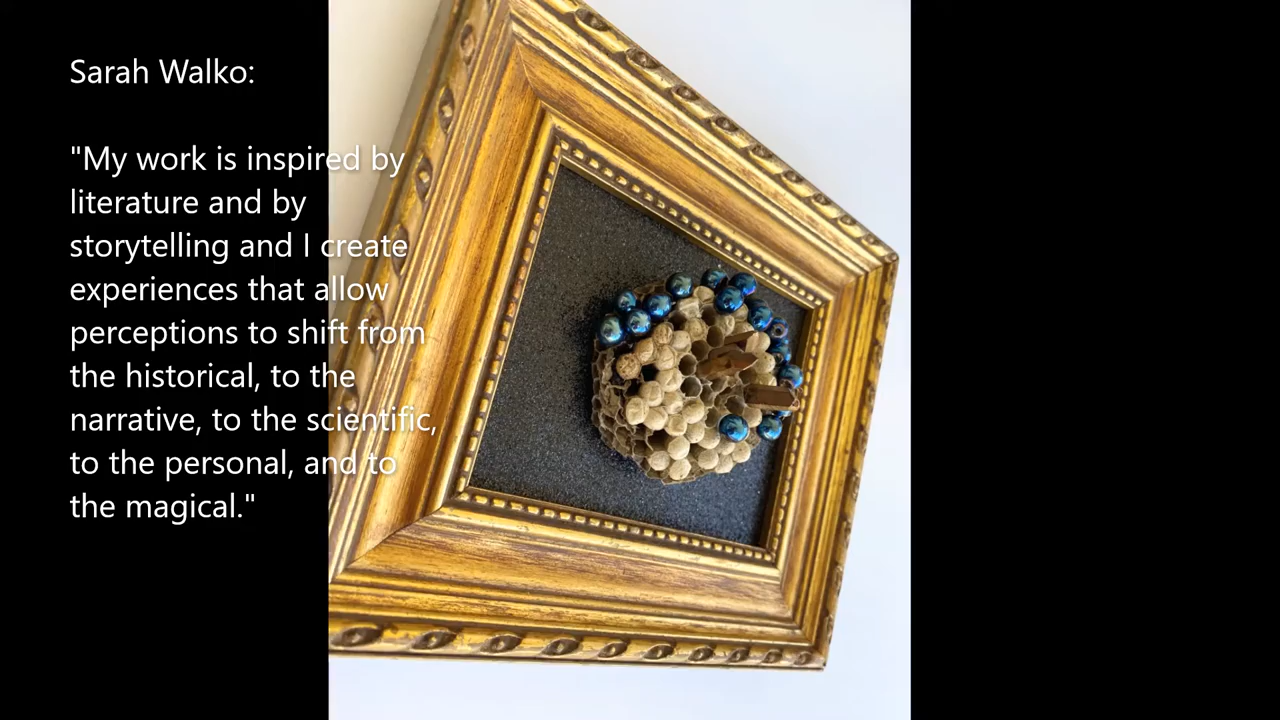 Sarah Walko:
"My work is inspired by
literature and by
storytelling and I create
experiences that allow
perceptions to shift from
the historical, to the
narrative, to the scientific,
to the personal, and to
the magical."